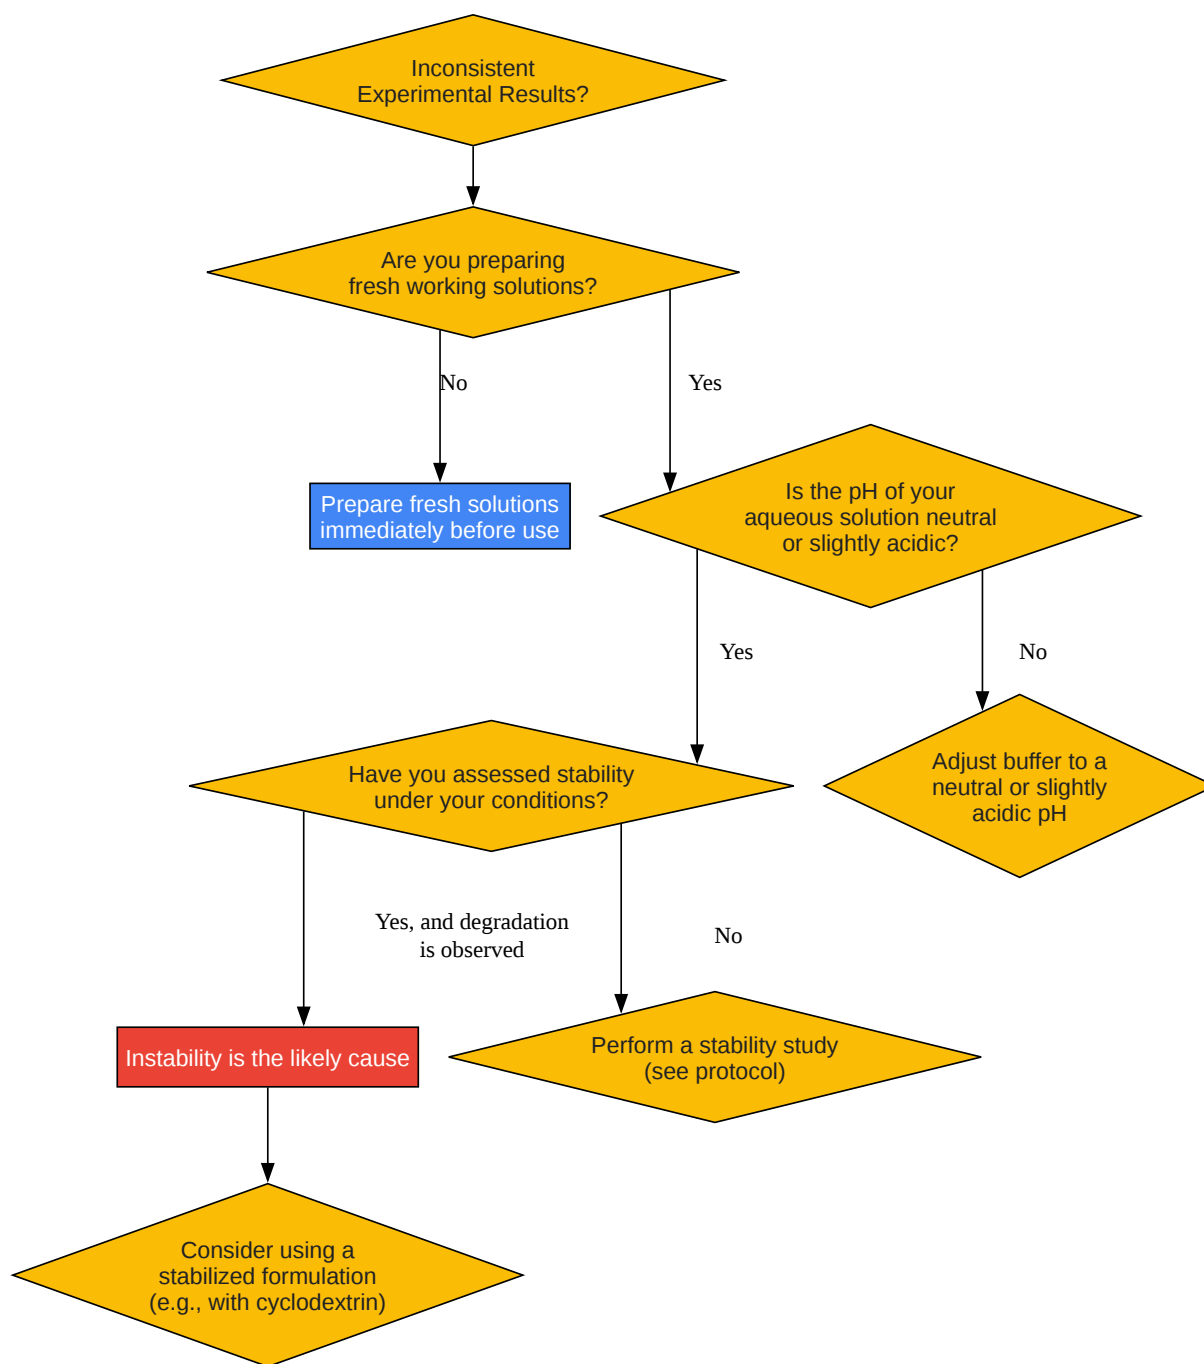 Inconsistent
Experimental Results?
Are you preparing
fresh working solutions?
No
Yes
Prepare fresh solutions
immediately before use
Is the pH of your
aqueous solution neutral
or slightly acidic?
Yes
No
Have you assessed stability
under your conditions?
Adjust buffer to a
neutral or slightly
acidic pH
Yes, and degradation
is observed
No
Instability is the likely cause
Perform a stability study
(see protocol)
Consider using a
stabilized formulation
(e.g., with cyclodextrin)